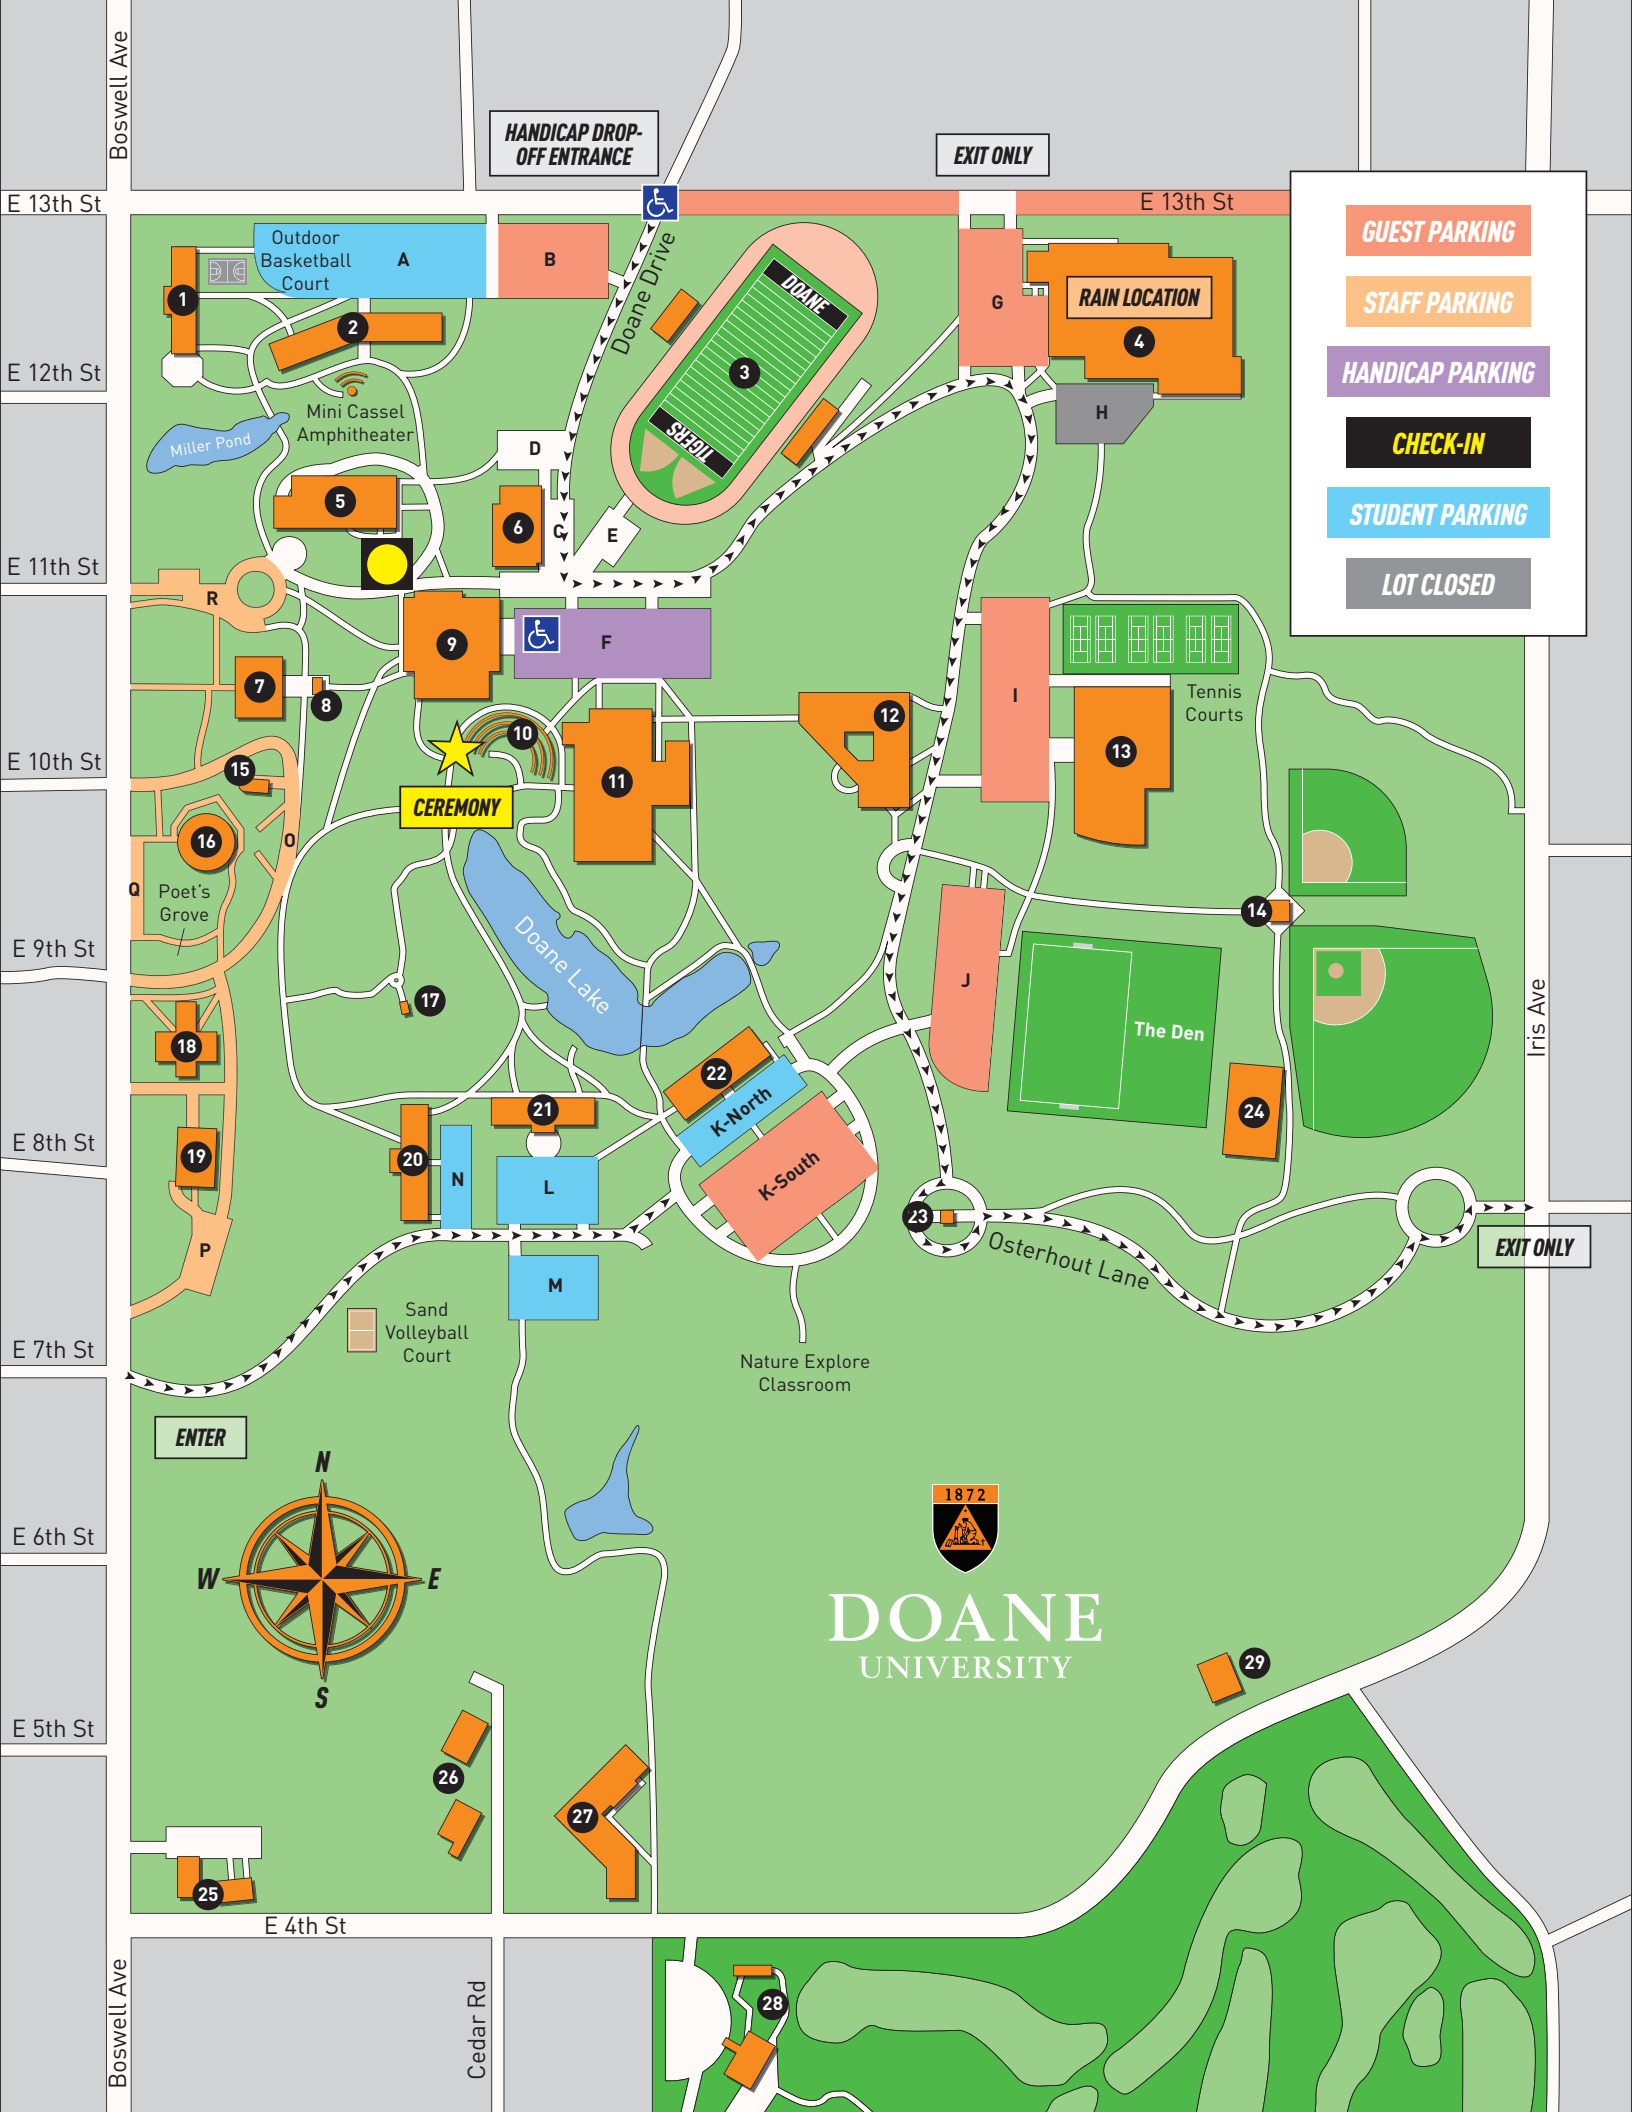 Boswell Ave
HANDICAP DROP-
OFF ENTRANCE
EXIT ONLY
E 13th St
E 13th St
GUEST PARKING
STAFF PARKING
HANDICAP PARKING
CHECK-IN
STUDENT PARKING
LOT CLOSED
Outdoor
Basketball
Court
A
B
Doane Drive
DOANE
TIGERS
3
1
2
G
RAIN LOCATION
4
E 12th St
Mini Cassel
Amphitheater
Miller Pond
H
D
5
6
C
E
E 11th St
R
9
F
7
8
I
Tennis
Courts
12
13
10
11
E 10th St
15
CEREMONY
16
O
Q
Poet's
Grove
14
E 9th St
Doane Lake
J
The Den
Iris Ave
17
18
22
K-North
K-South
21
24
E 8th St
19
20
N
L
23
P
M
Osterhout Lane
EXIT ONLY
Sand
Volleyball
Court
E 7th St
Nature Explore
Classroom
ENTER
N
W
E
S
E 6th St
1872
DOANE
UNIVERSITY
29
E 5th St
26
27
25
E 4th St
Boswell Ave
Cedar Rd
28